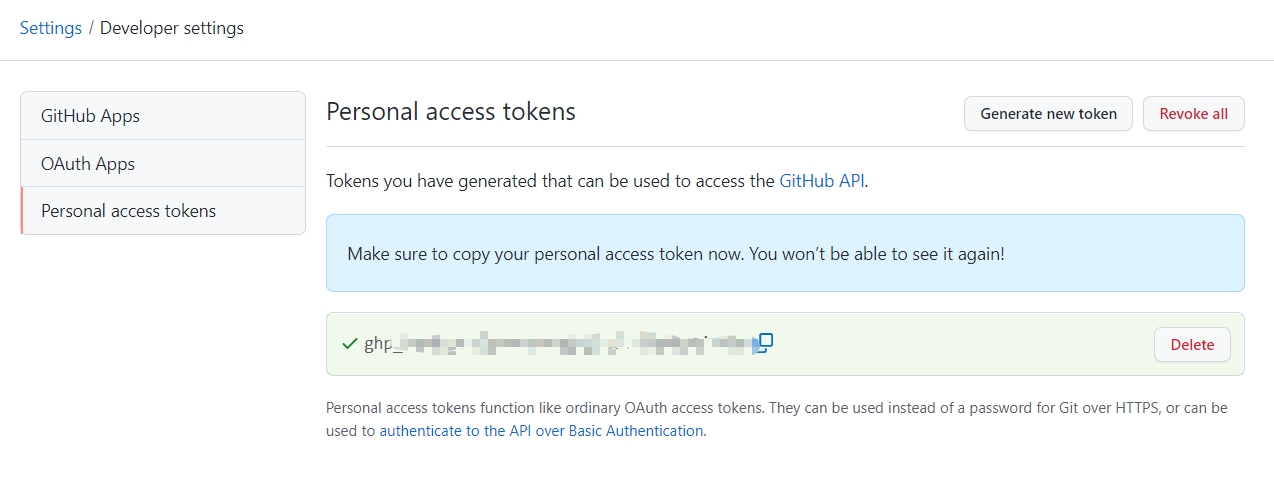 Settings / Developer settings
GitHub Apps
OAuth Apps
Personal access tokens
Personal access tokens
Generate new token
Revoke all
Tokens you have generated that can be used to access the GitHub API.
Make sure to copy your personal access token now. You won’t be able to see it again!
ghp_
Delete
Personal access tokens function like ordinary OAuth access tokens. They can be used instead of a password for Git over HTTPS, or can be
used to authenticate to the API over Basic Authentication.